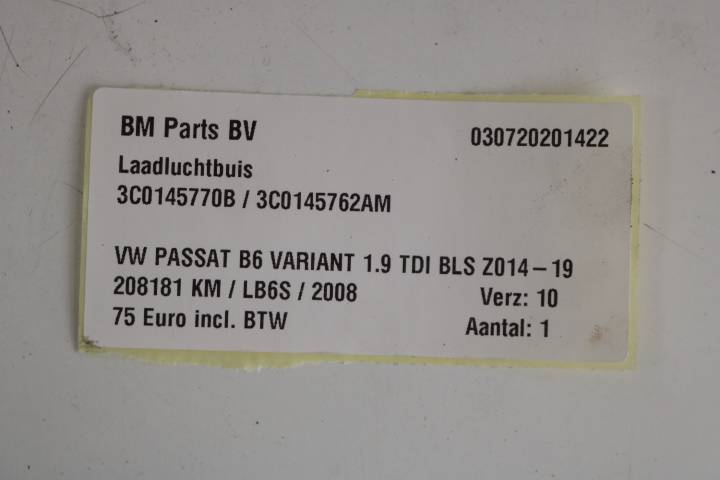 BM Parts BV 030720201422
Laadluchtbuis
3C0145770B / 3C0145762AM
VW PASSAT B6 VARIANT 1.9 TDI BLS Z014-19
208181 KM / LB6S / 2008 Verz: 10
75 Euro incl. BTW Aantal: 1